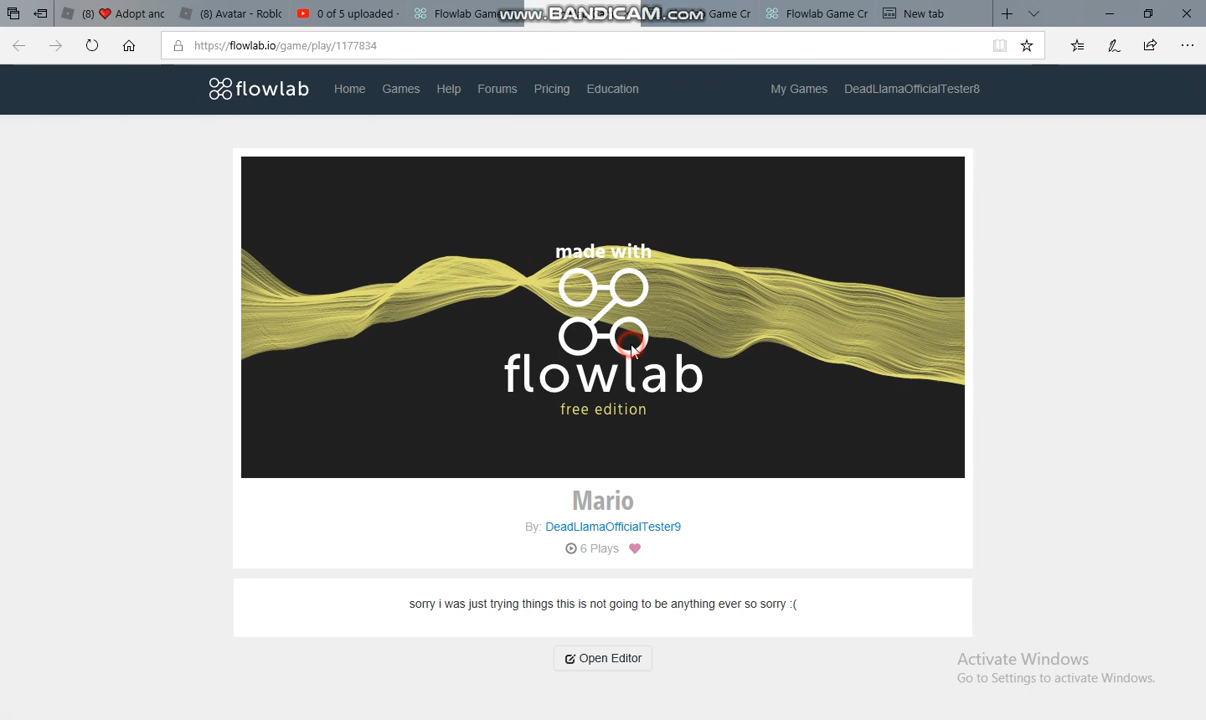 (8) ❤ Adopt anc
(8) Avatar - Roblc
0 of 5 uploaded -
Flowlab Gam
www.BANDICAM.com
Game Cr
Flowlab Game Cr
New tab
https://flowlab.io/game/play/1177834
flowlab
Home
Games
Help
Forums
Pricing
Education
My Games
DeadLlamaOfficialTester8
made with
flowlab
free edition
Mario
By: DeadLlamaOfficialTester9
6 Plays
sorry i was just trying things this is not going to be anything ever so sorry :(
Open Editor
Activate Windows
Go to Settings to activate Windows.